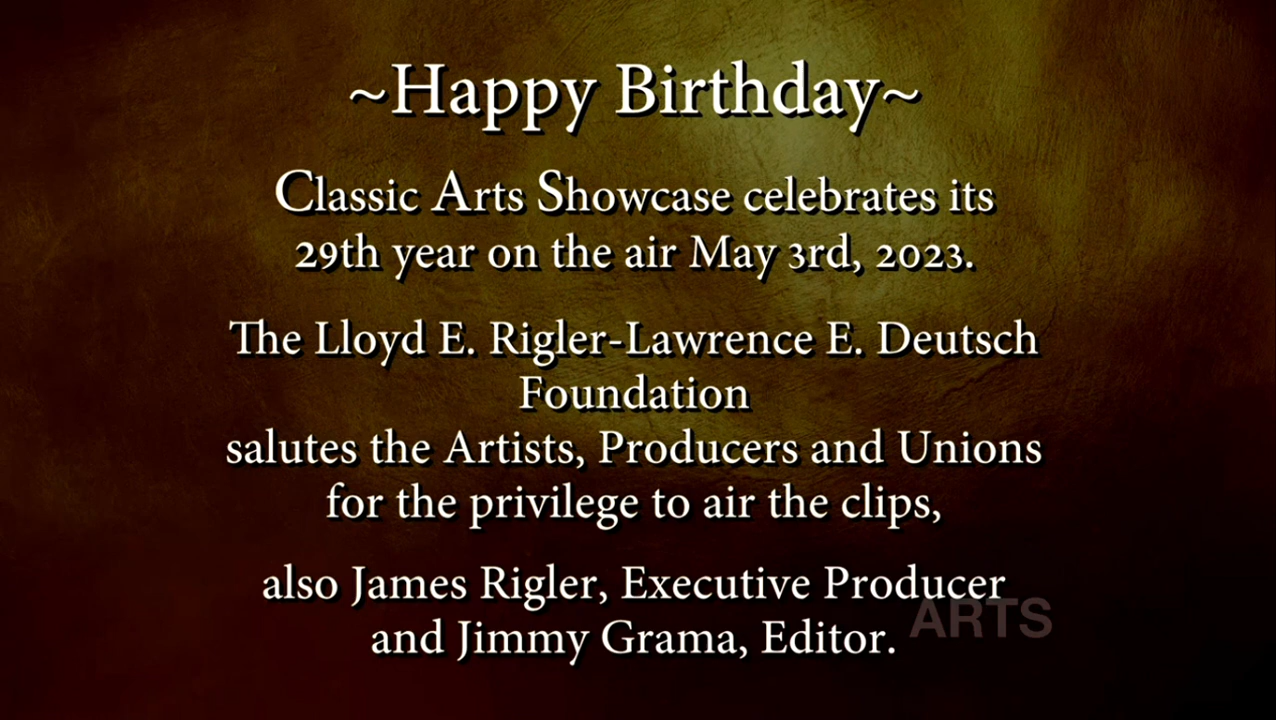 ~Happy Birthday~
Classic Arts Showcase celebrates its
29th year on the air May 3rd, 2023.
The Lloyd E. Rigler-Lawrence E. Deutsch
Foundation
salutes the Artists, Producers and Unions
for the privilege to air the clips,
also James Rigler, Executive Producer
and Jimmy Grama, Editor.
ARTS